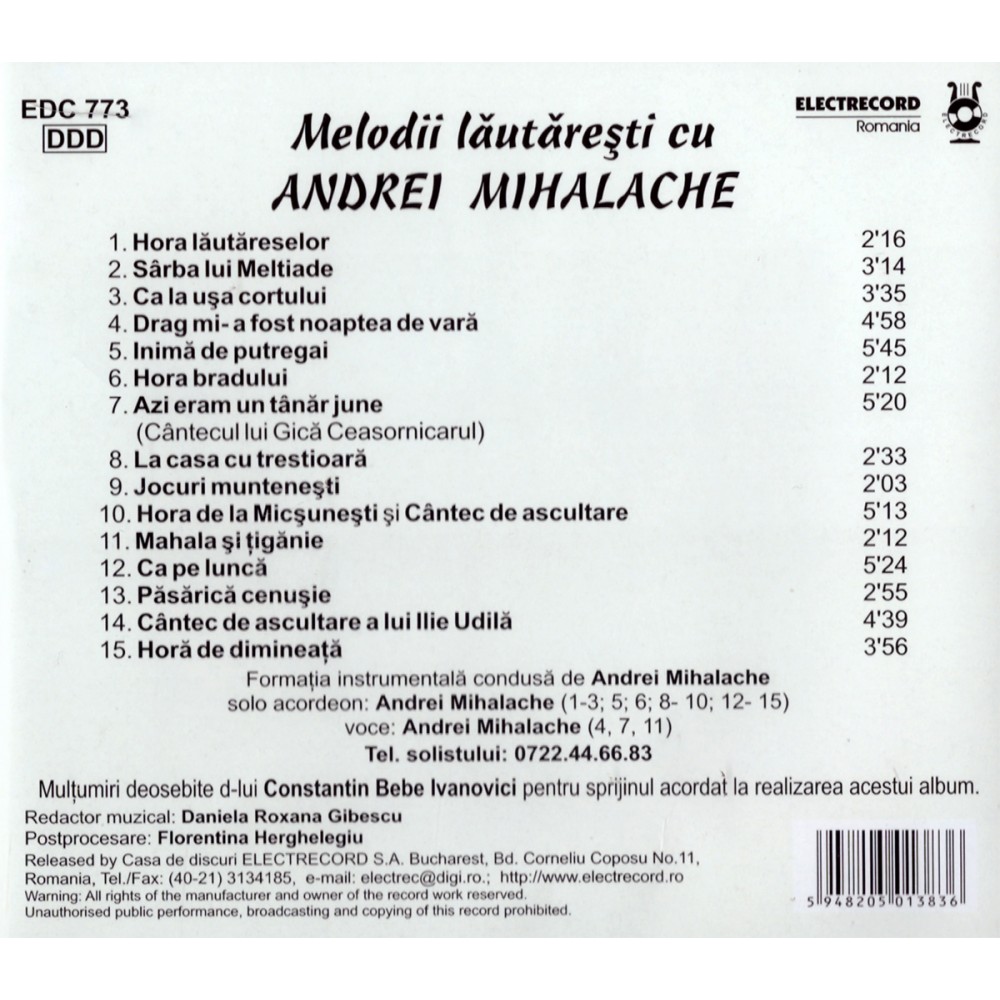 EDC 773
DDD
ELECTRECORD
Romania
ELECTRECORD
Melodii lăutăreşti cu
ANDREI MIHALACHE
1. Hora lăutăreselor 2'16
2. Sârba lui Meltiade 3'14
3. Ca la uşa cortului 3'35
4. Drag mi-a fost noaptea de vară 4'58
5. Inimă de putregai 5'45
6. Hora bradului 2'12
7. Azi eram un tânăr june 5'20
(Cântecul lui Gică Ceasornicarul)
8. La casa cu trestioară 2'33
9. Jocuri munteneşti 2'03
10. Hora de la Micşuneşti şi Cântec de ascultare 5'13
11. Mahala şi ţigănie 2'12
12. Ca pe luncă 5'24
13. Păsărică cenuşie 2'55
14. Cântec de ascultare a lui Ilie Udilă 4'39
15. Horă de dimineaţă 3'56
Formaţia instrumentală condusă de Andrei Mihalache
solo acordeon: Andrei Mihalache (1-3; 5; 6; 8- 10; 12- 15)
voce: Andrei Mihalache (4, 7, 11)
Tel. solistului: 0722.44.66.83
Mulţumiri deosebite d-lui Constantin Bebe Ivanovici pentru sprijinul acordat la realizarea acestui album.
Redactor muzical: Daniela Roxana Gibescu
Postprocesare: Florentina Herghelegiu
Released by Casa de discuri ELECTRECORD S.A. Bucharest, Bd. Corneliu Coposu No.11,
Romania, Tel./Fax: (40-21) 3134185, e-mail: electrec@digi.ro.; http://www.electrecord.ro
Warning: All rights of the manufacturer and owner of the record work reserved.
Unauthorised public performance, broadcasting and copying of this record prohibited.
5 948205 013836